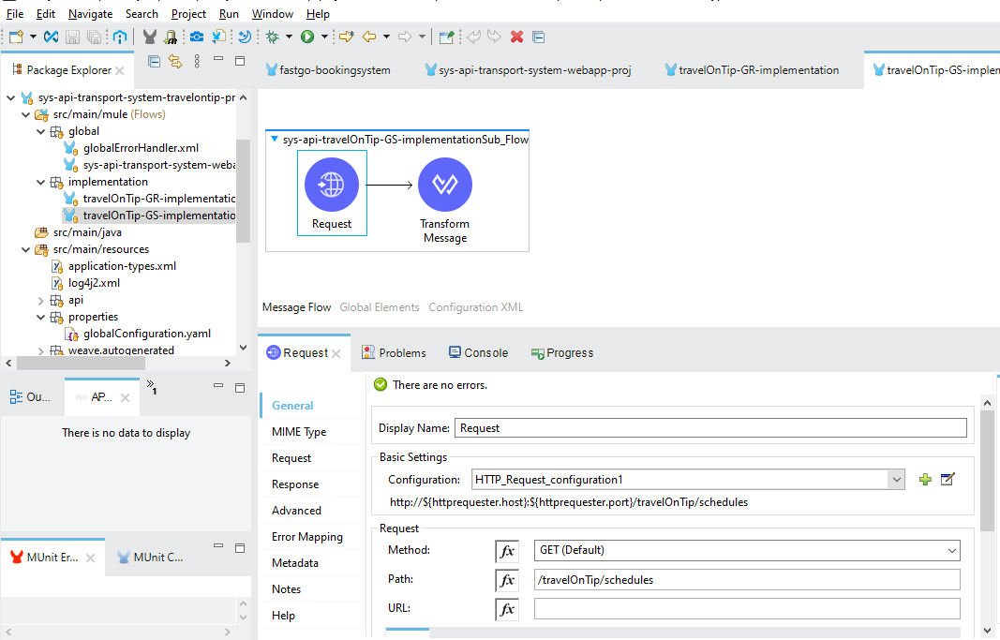 File Edit Navigate Search Project Run Window Help
Package Explorer
fastgo-bookingsystem
sys-api-transport-system-webapp-proj
travelOnTip-GR-implementation
travelOnTip-GS-implem
sys-api-transport-system-travelontip-pr
src/main/mule (Flows)
global
globalErrorHandler.xml
sys-api-transport-system-weba
implementation
travelOnTip-GR-implementatic
travelOnTip-GS-implementatio
src/main/java
src/main/resources
application-types.xml
log4j2.xml
api
properties
globalConfiguration.yaml
weave.autogenerated
sys-api-travelOnTip-GS-implementationSub_Flow
Request
Transform
Message
Message Flow Global Elements Configuration XML
Ou...
api AP...
»1
There is no data to display
MUnit Er...
MUnit C...
Request
Problems
Console
Progress
There are no errors.
General
MIME Type
Request
Response
Advanced
Error Mapping
Metadata
Notes
Help
Display Name: Request
Basic Settings
Configuration: HTTP_Request_configuration1
http://${httprequester.host}:${httprequester.port}/travelOnTip/schedules
Request
Method: fx GET (Default)
Path: fx /travelOnTip/schedules
URL: fx